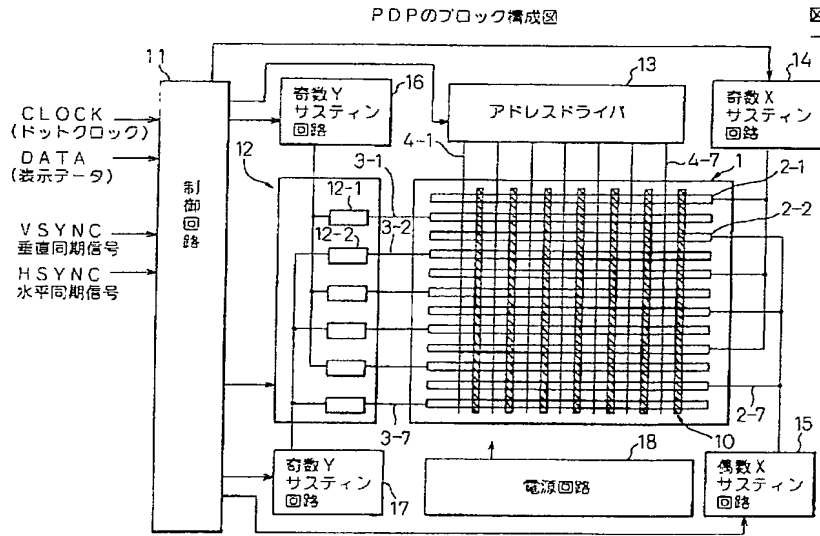 PDPのブロック構成図
図
11
16
13
14
奇数Y
サスティン
回路
アドレスドライバ
奇数X
サスティン
回路
CLOCK
(ドットクロック)
DATA
(装示データ)
VSYNC
垂直同期信号
HSYNC
水平同期信号
制御回路
12
12-1
12-2
3-1
3-2
4-1
4-7
1
2-1
2-2
3-7
2-7
10
15
18
奇数Y
サスティン
回路
17
電源回路
偶数X
サスティン
回路